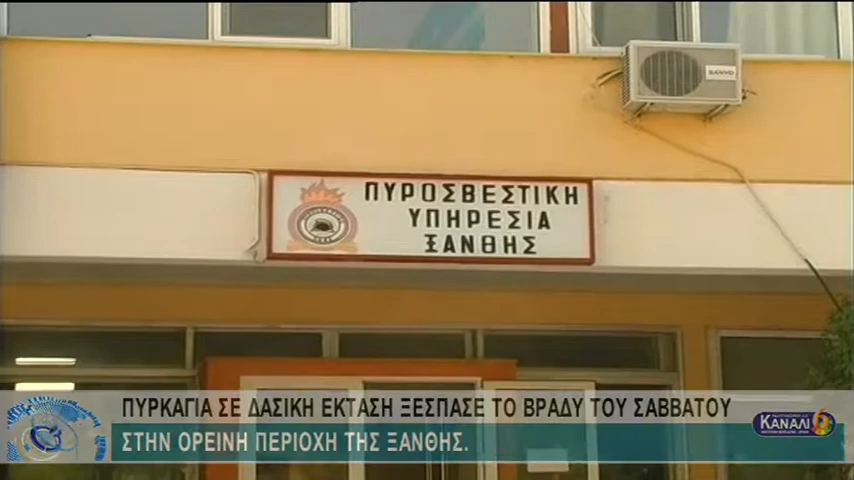 SANYO
ΠΥΡΟΣΒΕΣΤΙΚΗ
ΥΠΗΡΕΣΙΑ
ΞΑΝΘΗΣ
ΠΥΡΚΑΓΙΑ ΣΕ ΔΑΣΙΚΗ ΕΚΤΑΣΗ ΞΕΣΠΑΣΕ ΤΟ ΒΡΑΔΥ ΤΟΥ ΣΑΒΒΑΤΟΥ
ΣΤΗΝ ΟΡΕΙΝΗ ΠΕΡΙΟΧΗ ΤΗΣ ΞΑΝΘΗΣ.
ΚΑΝΑΛΙ 6